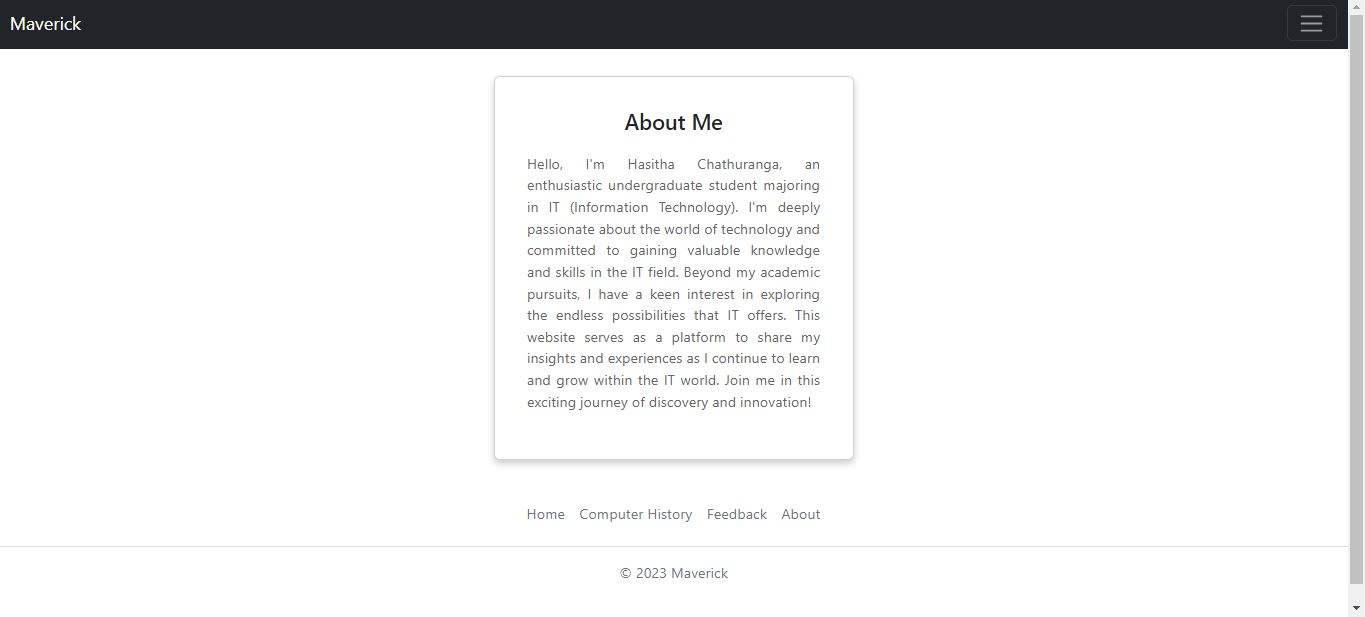 Maverick
About Me
Hello, I'm Hasitha Chathuranga, an
enthusiastic undergraduate student majoring
in IT (Information Technology). I'm deeply
passionate about the world of technology and
committed to gaining valuable knowledge
and skills in the IT field. Beyond my academic
pursuits, I have a keen interest in exploring
the endless possibilities that IT offers. This
website serves as a platform to share my
insights and experiences as I continue to learn
and grow within the IT world. Join me in this
exciting journey of discovery and innovation!
Home Computer History Feedback About
© 2023 Maverick